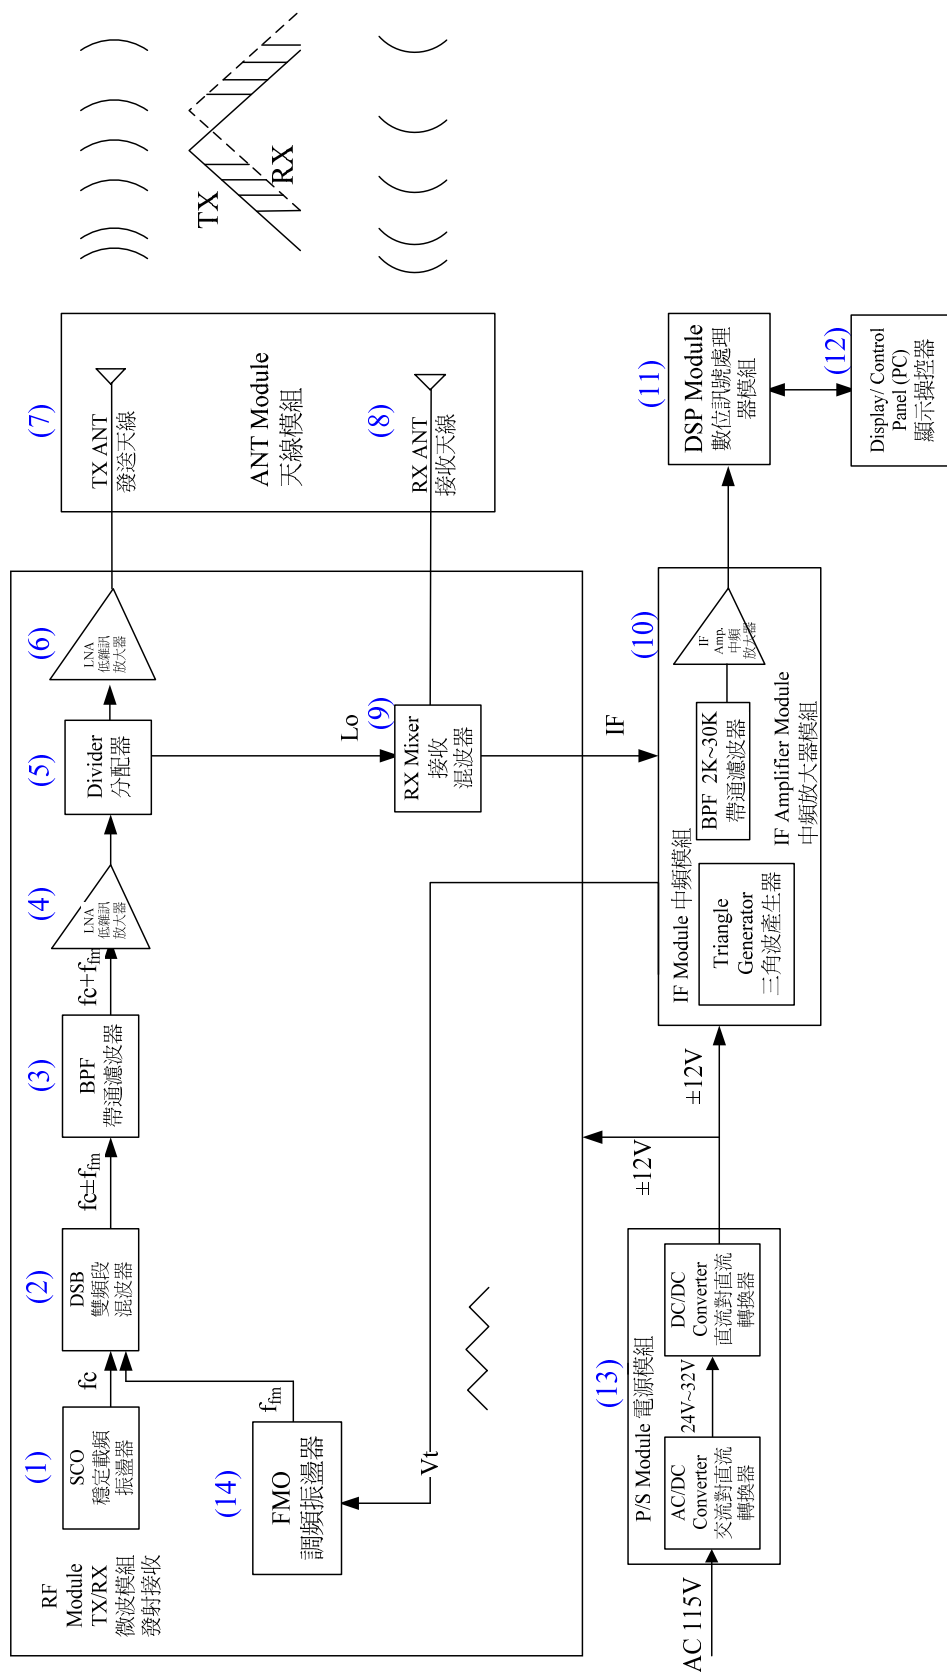 RF
Module
TX/RX
微波模組
發射接收
(1)
SCO
穩定載頻
振盪器
fc
(2)
DSB
雙頻段
混波器
fc±ffm
(3)
BPF
帶通濾波器
fc+ffm
(4)
LNA
低雜訊
放大器
(5)
Divider
分配器
(6)
LNA
低雜訊
放大器
(7)
TX ANT
發送天線
ANT Module
天線模組
(8)
RX ANT
接收天線
TX
RX
(14)
FMO
調頻振盪器
ffm
Vt
Lo
(9)
RX Mixer
接收
混波器
IF
(13)
P/S Module 電源模組
AC 115V
AC/DC
Converter
交流對直流
轉換器
24V~32V
DC/DC
Converter
直流對直流
轉換器
±12V
±12V
IF Module 中頻模組
Triangle
Generator
三角波產生器
BPF 2K~30K
帶通濾波器
(10)
IF
Amp.
中頻
放大器
IF Amplifier Module
中頻放大器模組
(11)
DSP Module
數位訊號處理
器模組
(12)
Display/ Control
Panel (PC)
顯示操控器